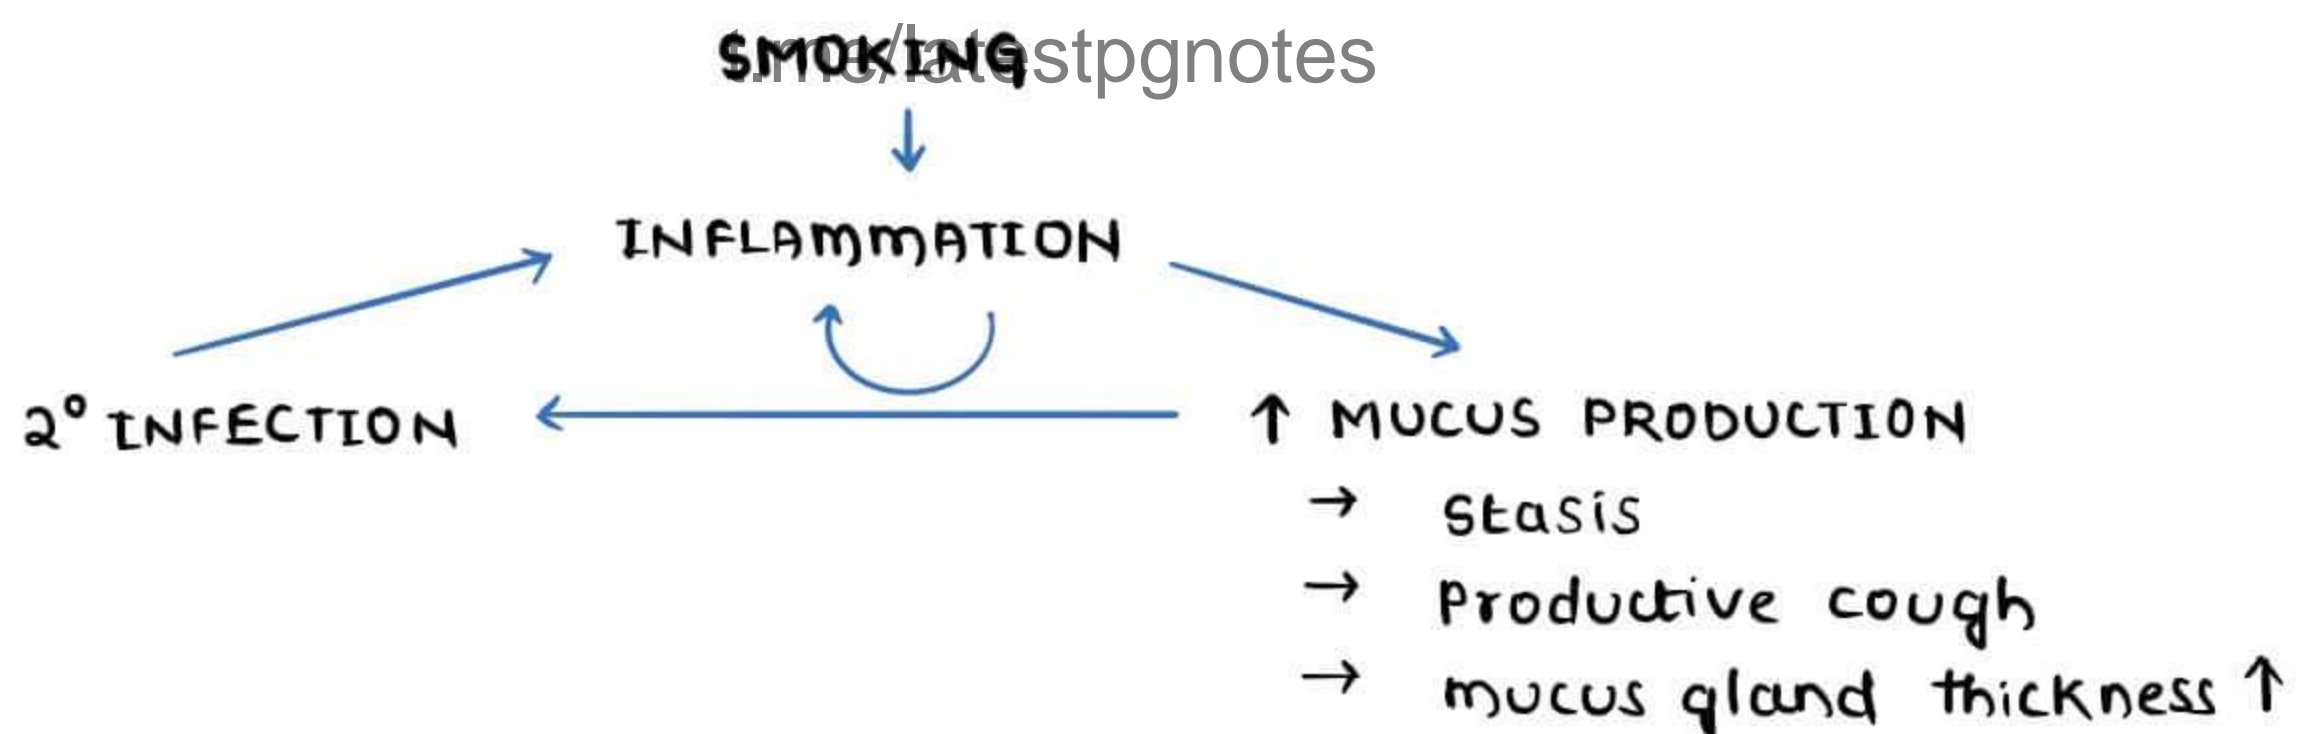 SMOKING
t.me/latestpgnotes
INFLAMMATION
2° INFECTION
↑ MUCUS PRODUCTION
→ Stasis
→ Productive cough
→ mucus gland thickness ↑